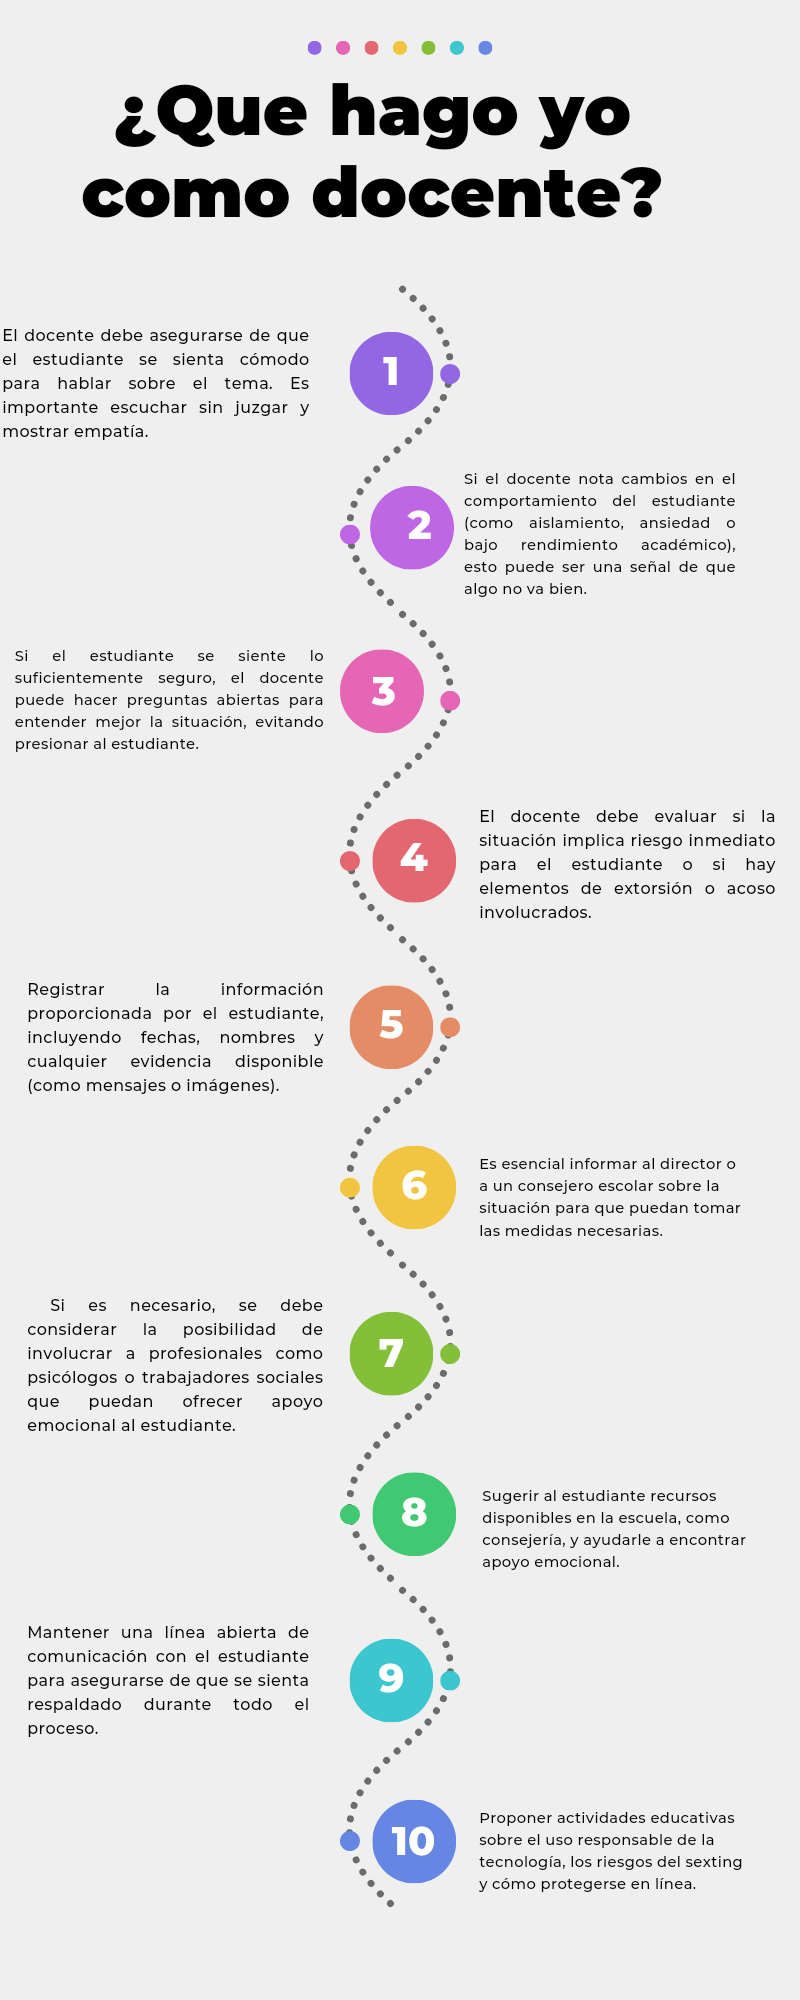 ¿Que hago yo
como docente?
El docente debe asegurarse de que
el estudiante se sienta cómodo
para hablar sobre el tema. Es
importante escuchar sin juzgar y
mostrar empatía.
1
2
Si el docente nota cambios en el
comportamiento del estudiante
(como aislamiento, ansiedad o
bajo rendimiento académico),
esto puede ser una señal de que
algo no va bien.
Si el estudiante se siente lo
suficientemente seguro, el docente
puede hacer preguntas abiertas para
entender mejor la situación, evitando
presionar al estudiante.
3
4
El docente debe evaluar si la
situación implica riesgo inmediato
para el estudiante o si hay
elementos de extorsión o acoso
involucrados.
Registrar la información
proporcionada por el estudiante,
incluyendo fechas, nombres y
cualquier evidencia disponible
(como mensajes o imágenes).
5
6
Es esencial informar al director o
a un consejero escolar sobre la
situación para que puedan tomar
las medidas necesarias.
Si es necesario, se debe
considerar la posibilidad de
involucrar a profesionales como
psicólogos o trabajadores sociales
que puedan ofrecer apoyo
emocional al estudiante.
7
8
Sugerir al estudiante recursos
disponibles en la escuela, como
consejería, y ayudarle a encontrar
apoyo emocional.
Mantener una línea abierta de
comunicación con el estudiante
para asegurarse de que se sienta
respaldado durante todo el
proceso.
9
10
Proponer actividades educativas
sobre el uso responsable de la
tecnología, los riesgos del sexting
y cómo protegerse en línea.